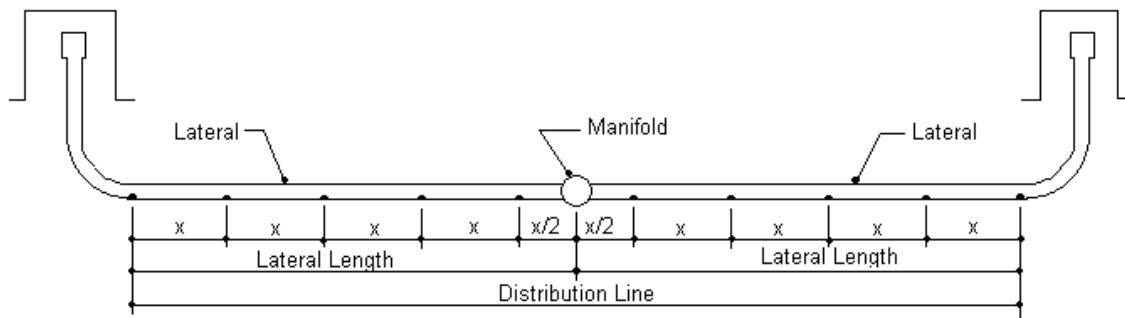 Lateral
Manifold
Lateral
x x x x x/2 x/2 x x x x
Lateral Length
Lateral Length
Distribution Line